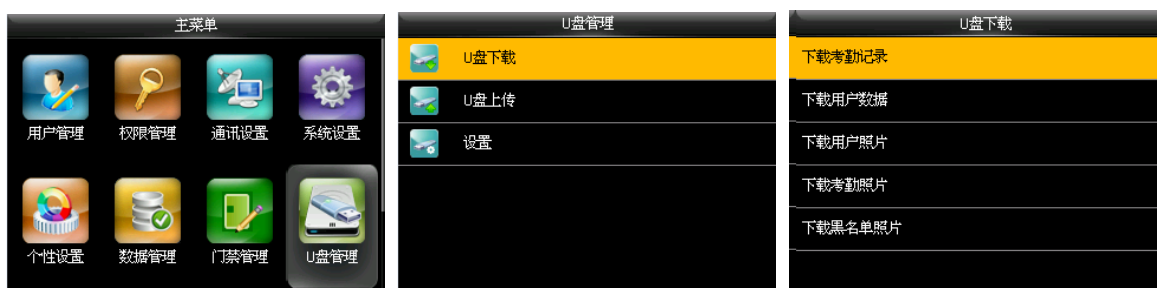 主菜单
用户管理 权限管理 通讯设置 系统设置
个性设置 数据管理 门禁管理 U盘管理
U盘管理
U盘下载
U盘上传
设置
U盘下载
下载考勤记录
下载用户数据
下载用户照片
下载考勤照片
下载黑名单照片